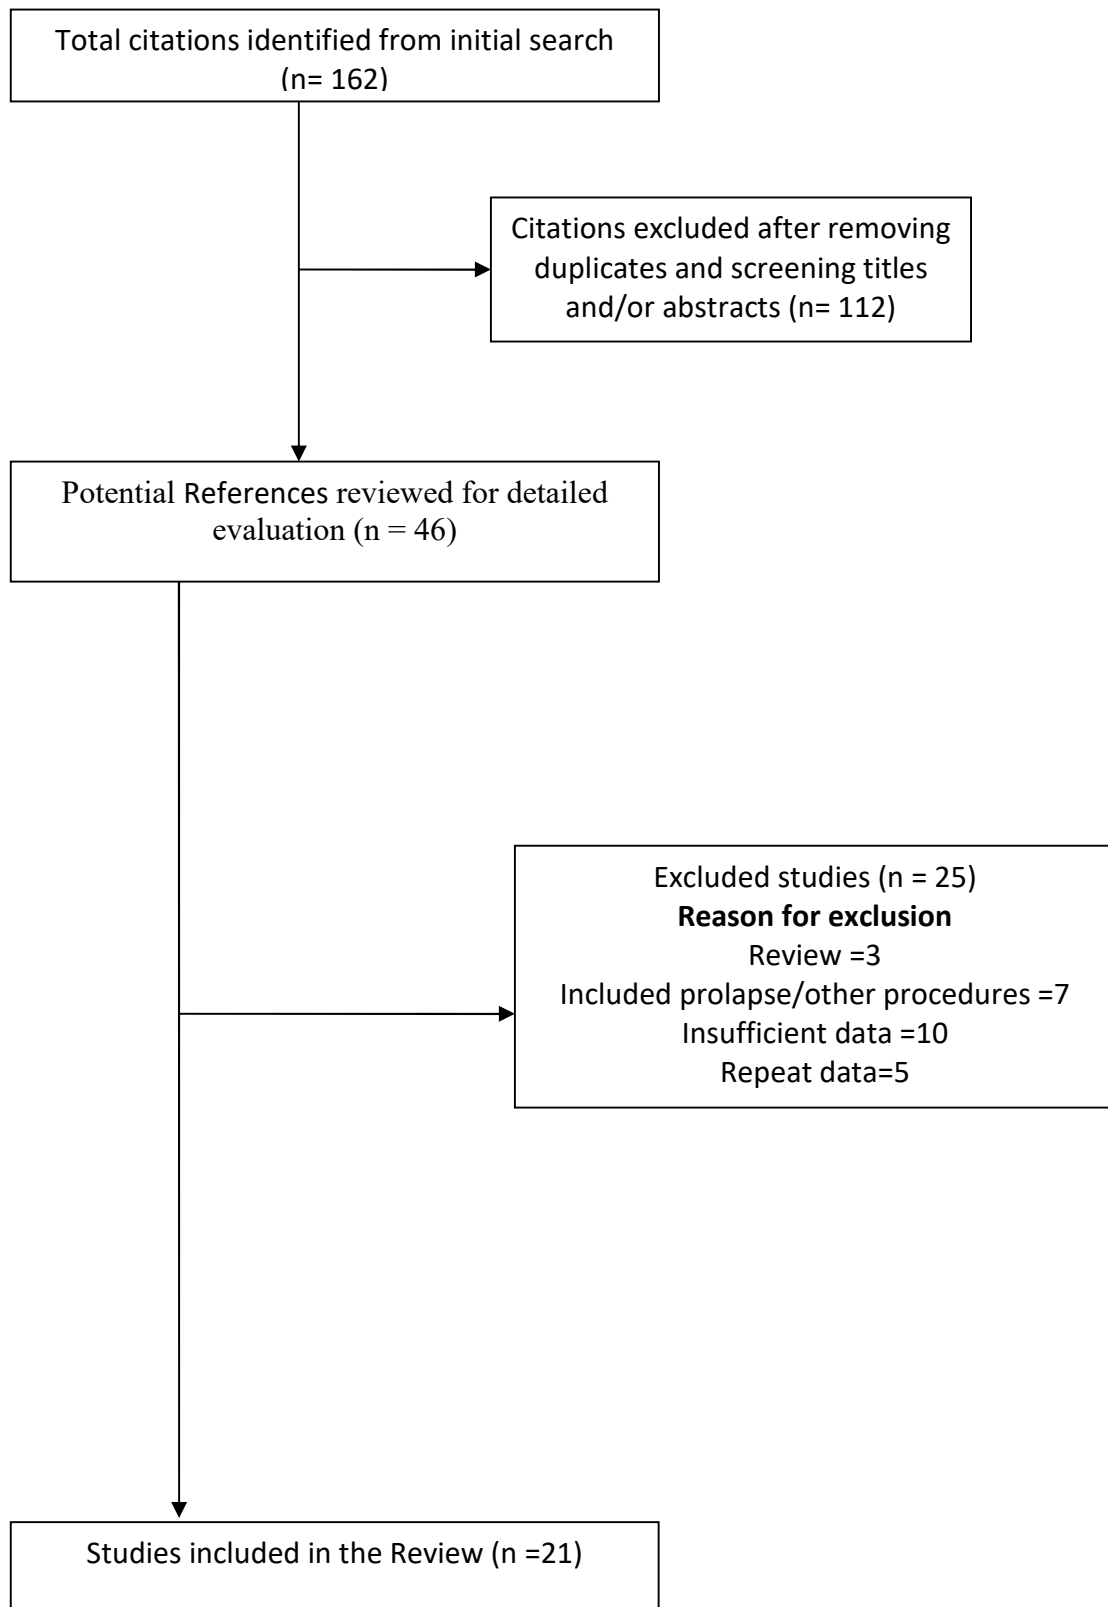 Total citations identified from initial search
(n= 162)
Citations excluded after removing
duplicates and screening titles
and/or abstracts (n= 112)
Potential References reviewed for detailed
evaluation (n = 46)
Excluded studies (n = 25)
Reason for exclusion
Review =3
Included prolapse/other procedures =7
Insufficient data =10
Repeat data=5
Studies included in the Review (n =21)